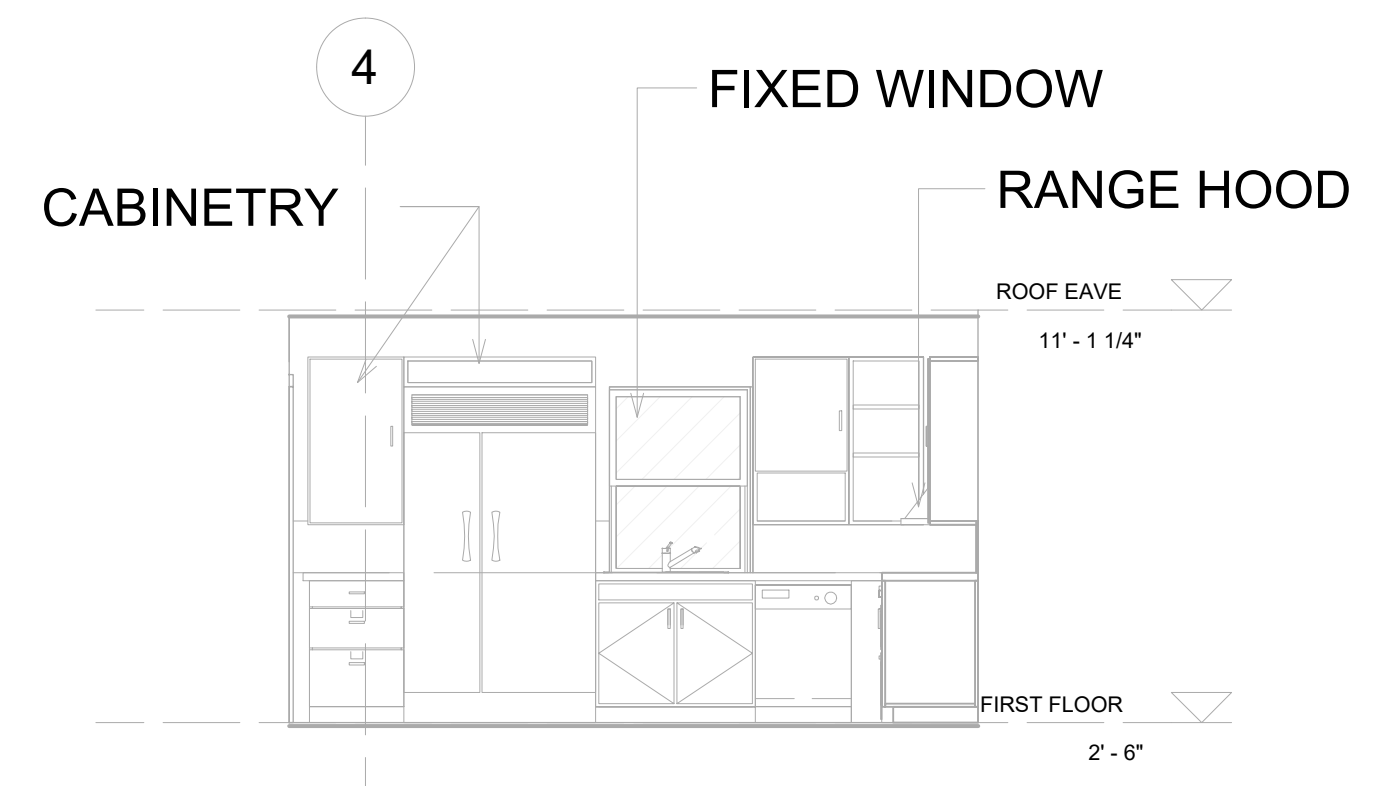 4
FIXED WINDOW
RANGE HOOD
CABINETRY
ROOF EAVE
11' - 1 1/4"
FIRST FLOOR
2' - 6"